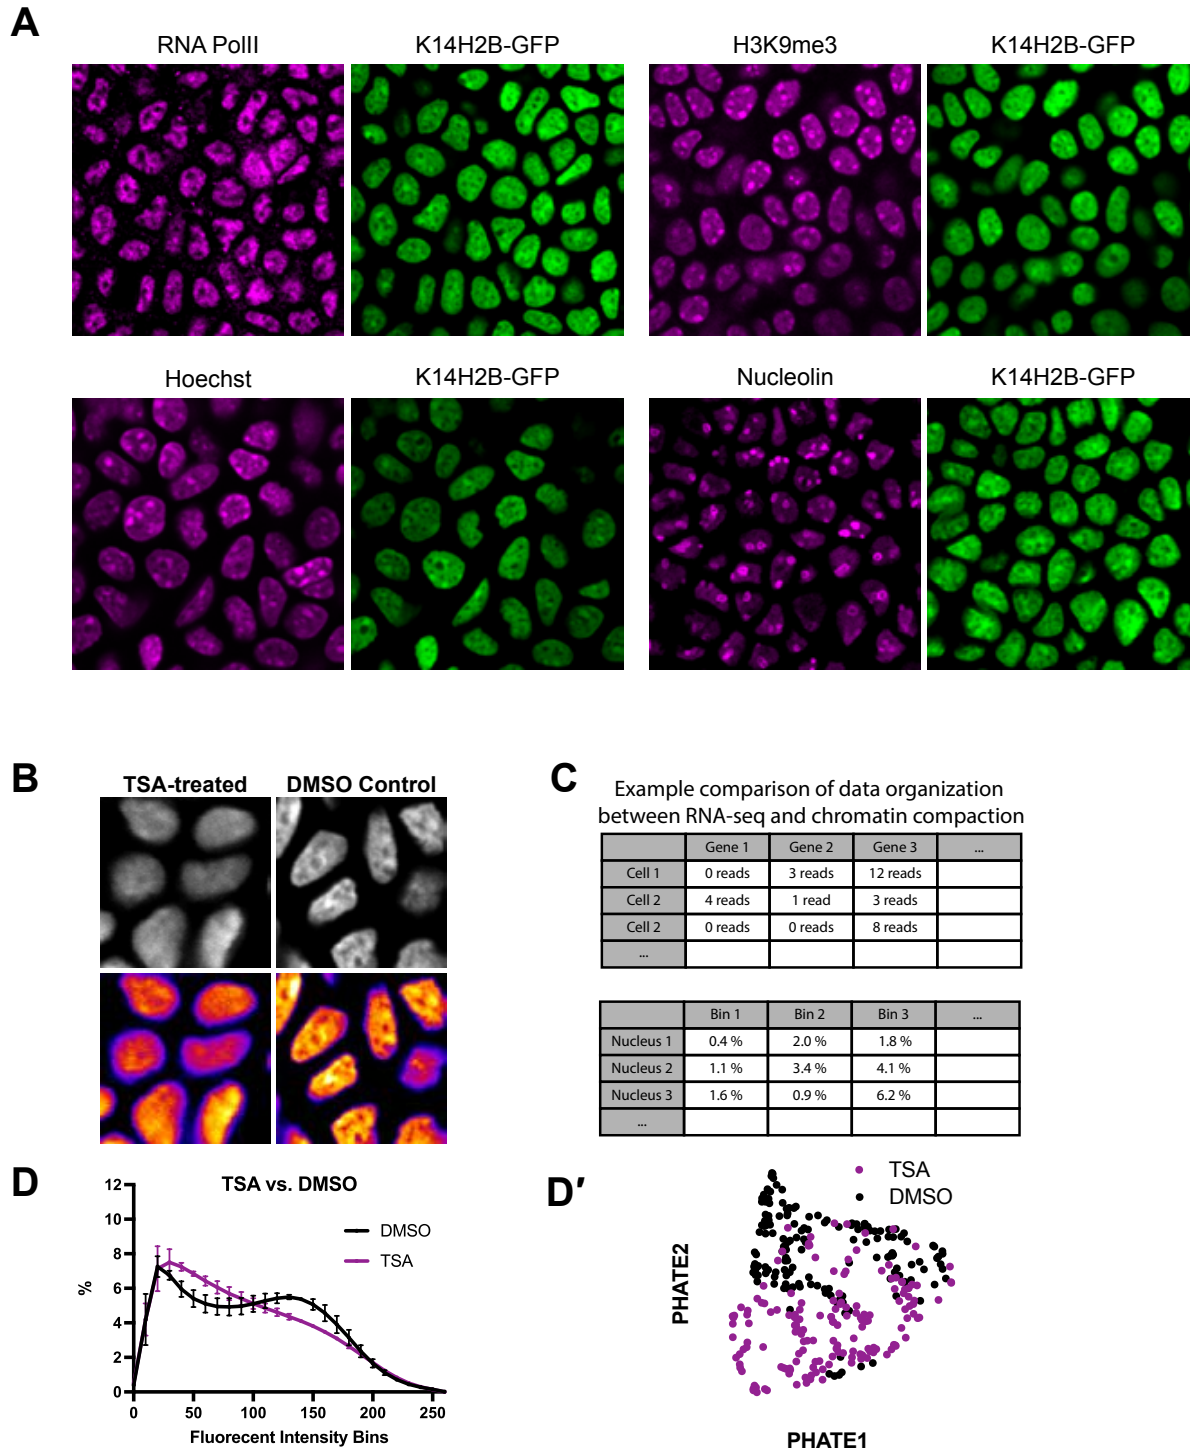 A
RNA PolII
K14H2B-GFP
H3K9me3
K14H2B-GFP
Hoechst
K14H2B-GFP
Nucleolin
K14H2B-GFP
B
TSA-treated
DMSO Control
C
Example comparison of data organization
between RNA-seq and chromatin compaction
Gene 1 Gene 2 Gene 3 ...
Cell 1 0 reads 3 reads 12 reads
Cell 2 4 reads 1 read 3 reads
Cell 2 0 reads 0 reads 8 reads
...
Bin 1 Bin 2 Bin 3 ...
Nucleus 1 0.4 % 2.0 % 1.8 %
Nucleus 2 1.1 % 3.4 % 4.1 %
Nucleus 3 1.6 % 0.9 % 6.2 %
...
D
TSA vs. DMSO
DMSO
TSA
%
12
10
8
6
4
2
0
0 50 100 150 200 250
Fluorecent Intensity Bins
D'
TSA
DMSO
PHATE2
PHATE1